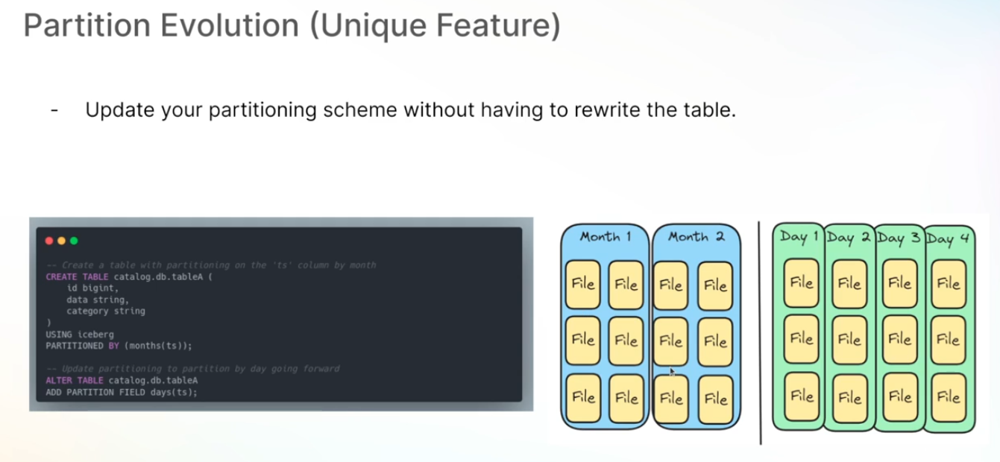 Partition Evolution (Unique Feature)
- Update your partitioning scheme without having to rewrite the table.
-- Create a table with partitioning on the 'ts' column by month
CREATE TABLE catalog.db.tableA (
id bigint,
data string,
category string
)
USING iceberg
PARTITIONED BY (months(ts));
-- Update partitioning to partition by day going forward
ALTER TABLE catalog.db.tableA
ADD PARTITION FIELD days(ts);
Month 1 Month 2
File File File File
File File File File
File File File File
Day 1 Day 2 Day 3 Day 4
File File File File
File File File File
File File File File